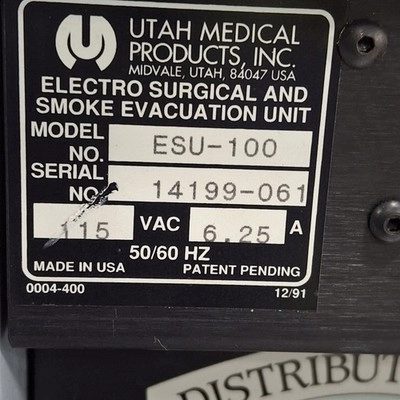 UTAH MEDICAL
PRODUCTS, INC.
MIDVALE, UTAH, 84047 USA
ELECTRO SURGICAL AND
SMOKE EVACUATION UNIT
MODEL NO. ESU-100
SERIAL NO. 14199-061
115 VAC 6.25 A
50/60 HZ
MADE IN USA PATENT PENDING
0004-400 12/91